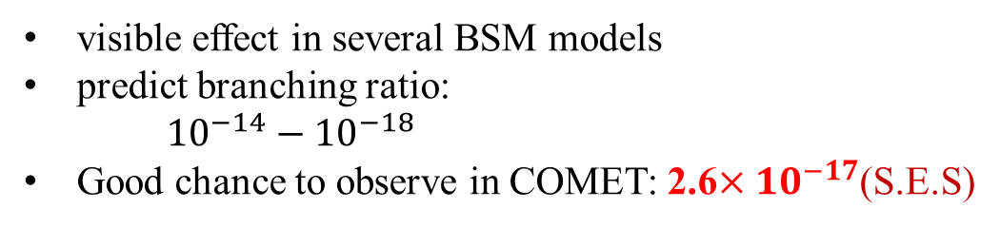 • visible effect in several BSM models
• predict branching ratio:
10⁻¹⁴ − 10⁻¹⁸
• Good chance to observe in COMET: 2.6× 10⁻¹⁷(S.E.S)